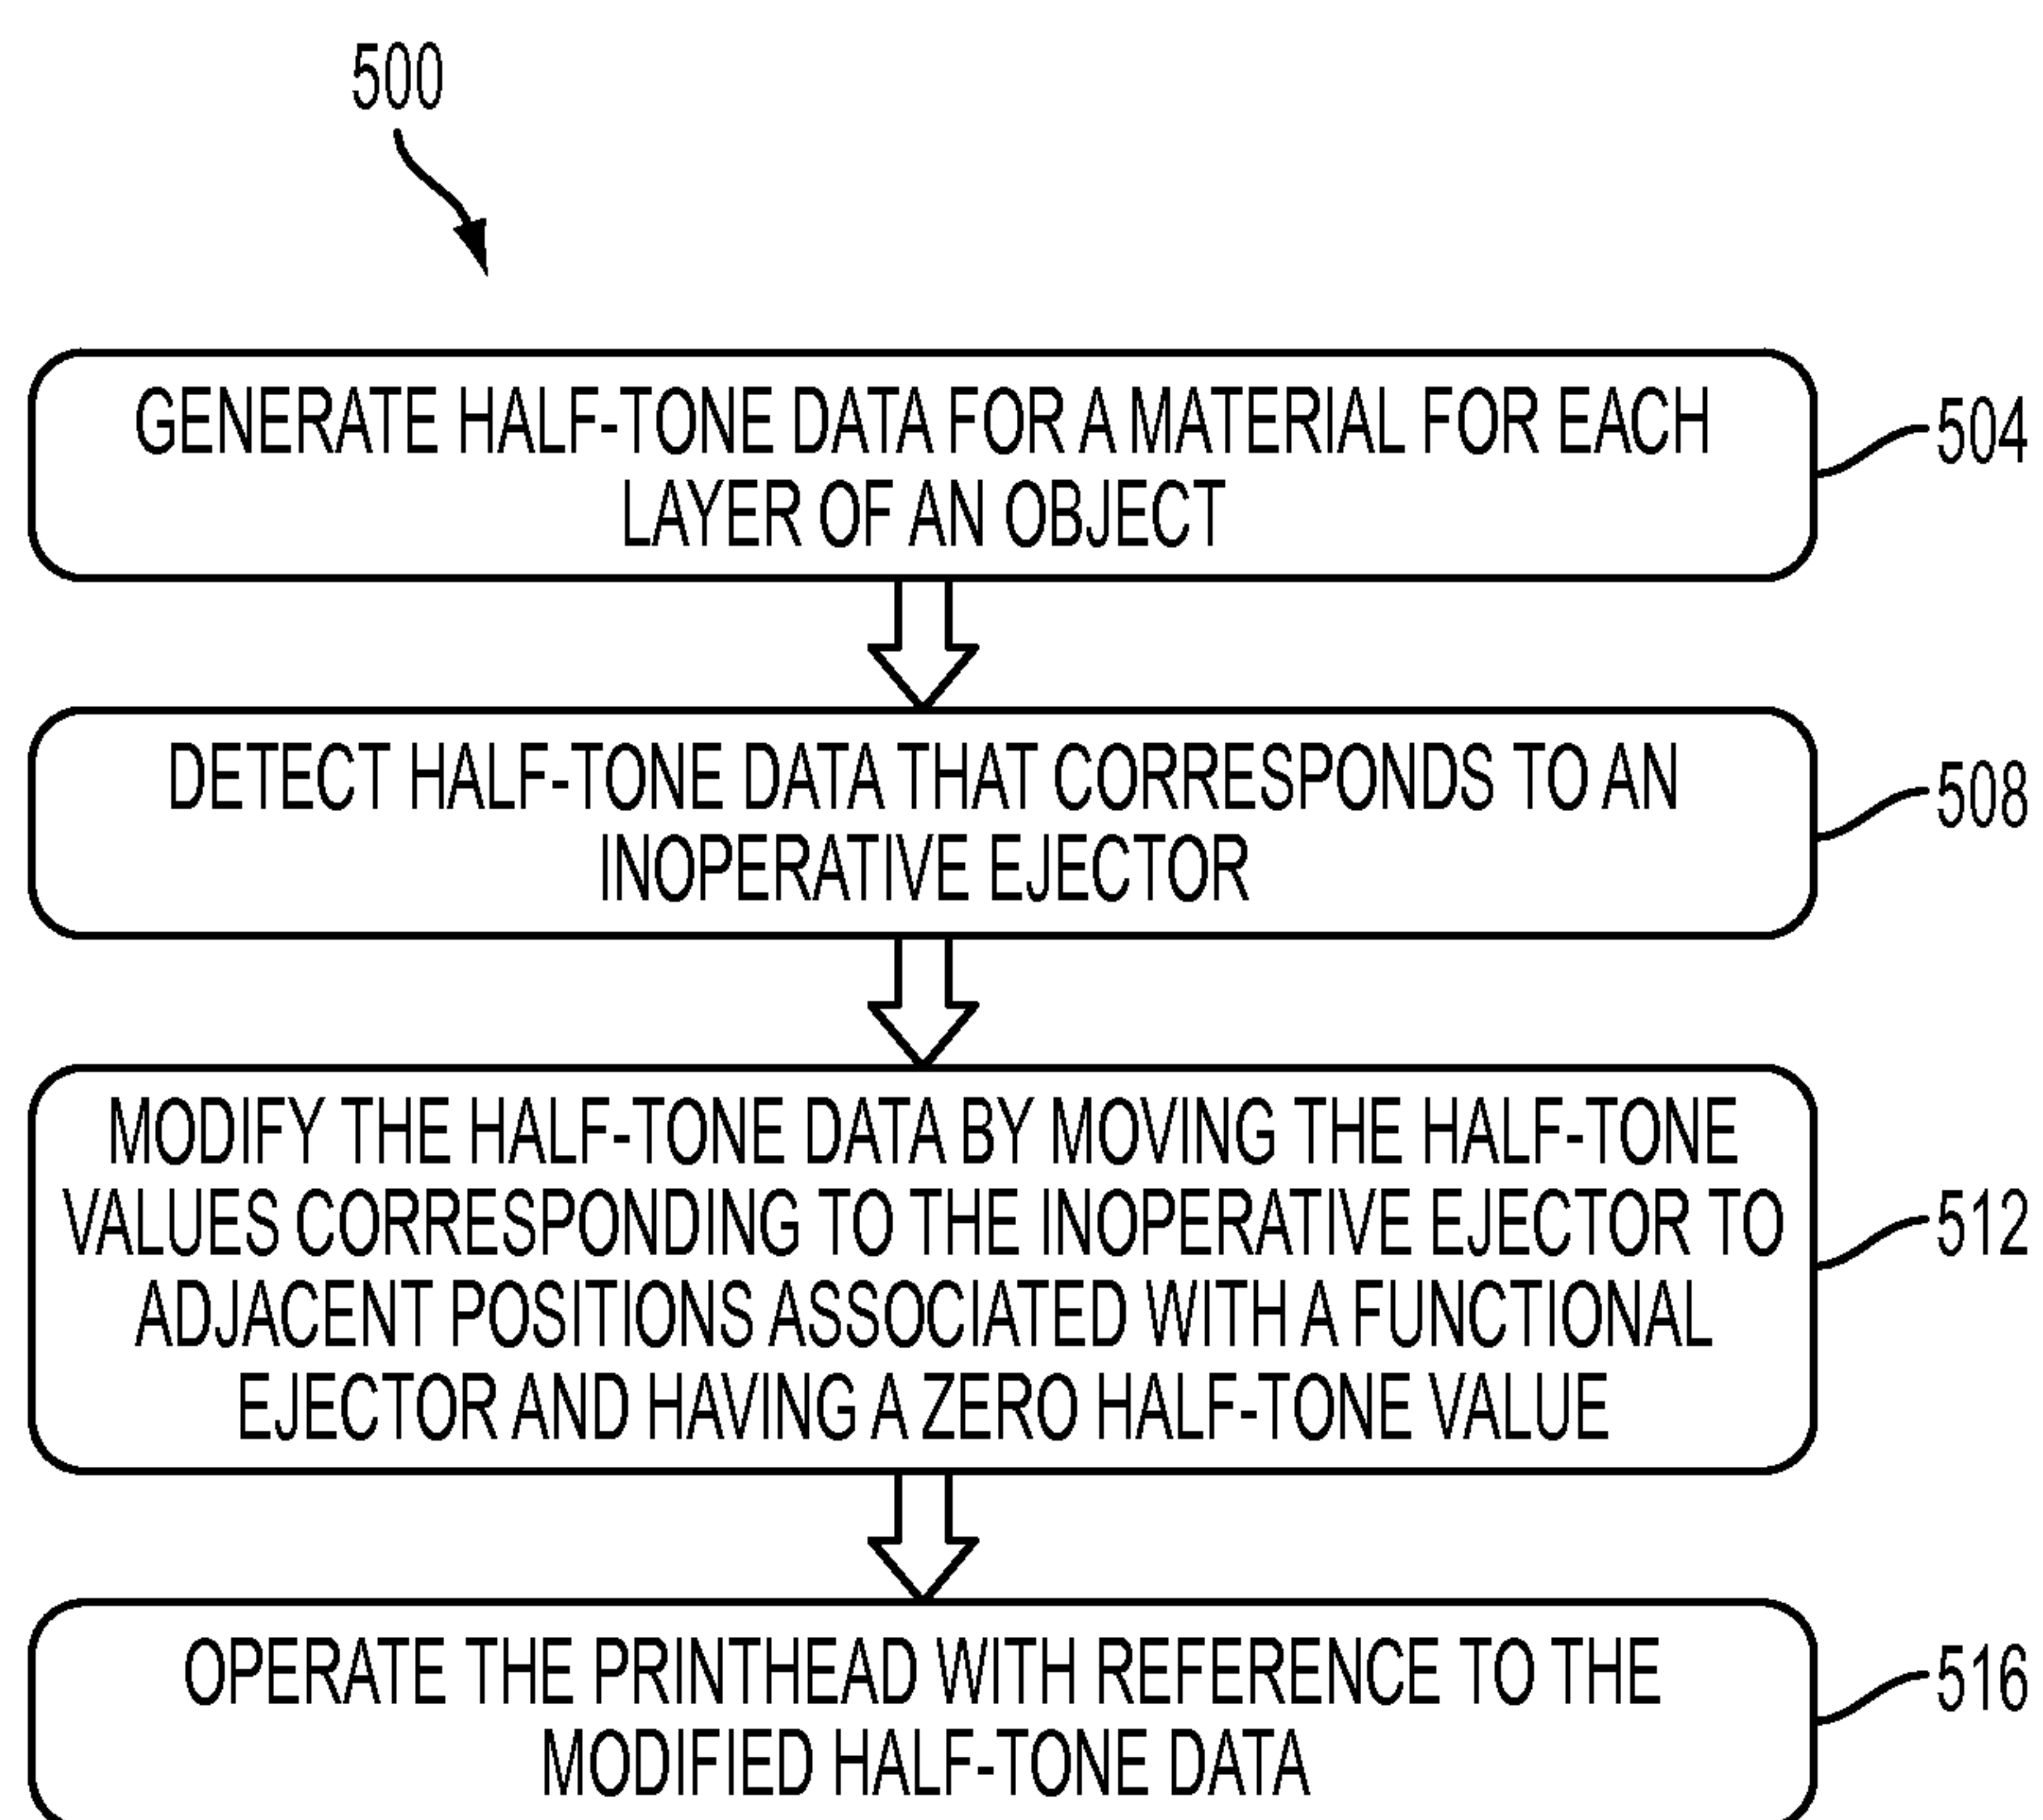 500
GENERATE HALF-TONE DATA FOR A MATERIAL FOR EACH
LAYER OF AN OBJECT
504
DETECT HALF-TONE DATA THAT CORRESPONDS TO AN
INOPERATIVE EJECTOR
508
MODIFY THE HALF-TONE DATA BY MOVING THE HALF-TONE
VALUES CORRESPONDING TO THE INOPERATIVE EJECTOR TO
ADJACENT POSITIONS ASSOCIATED WITH A FUNCTIONAL
EJECTOR AND HAVING A ZERO HALF-TONE VALUE
512
OPERATE THE PRINTHEAD WITH REFERENCE TO THE
MODIFIED HALF-TONE DATA
516